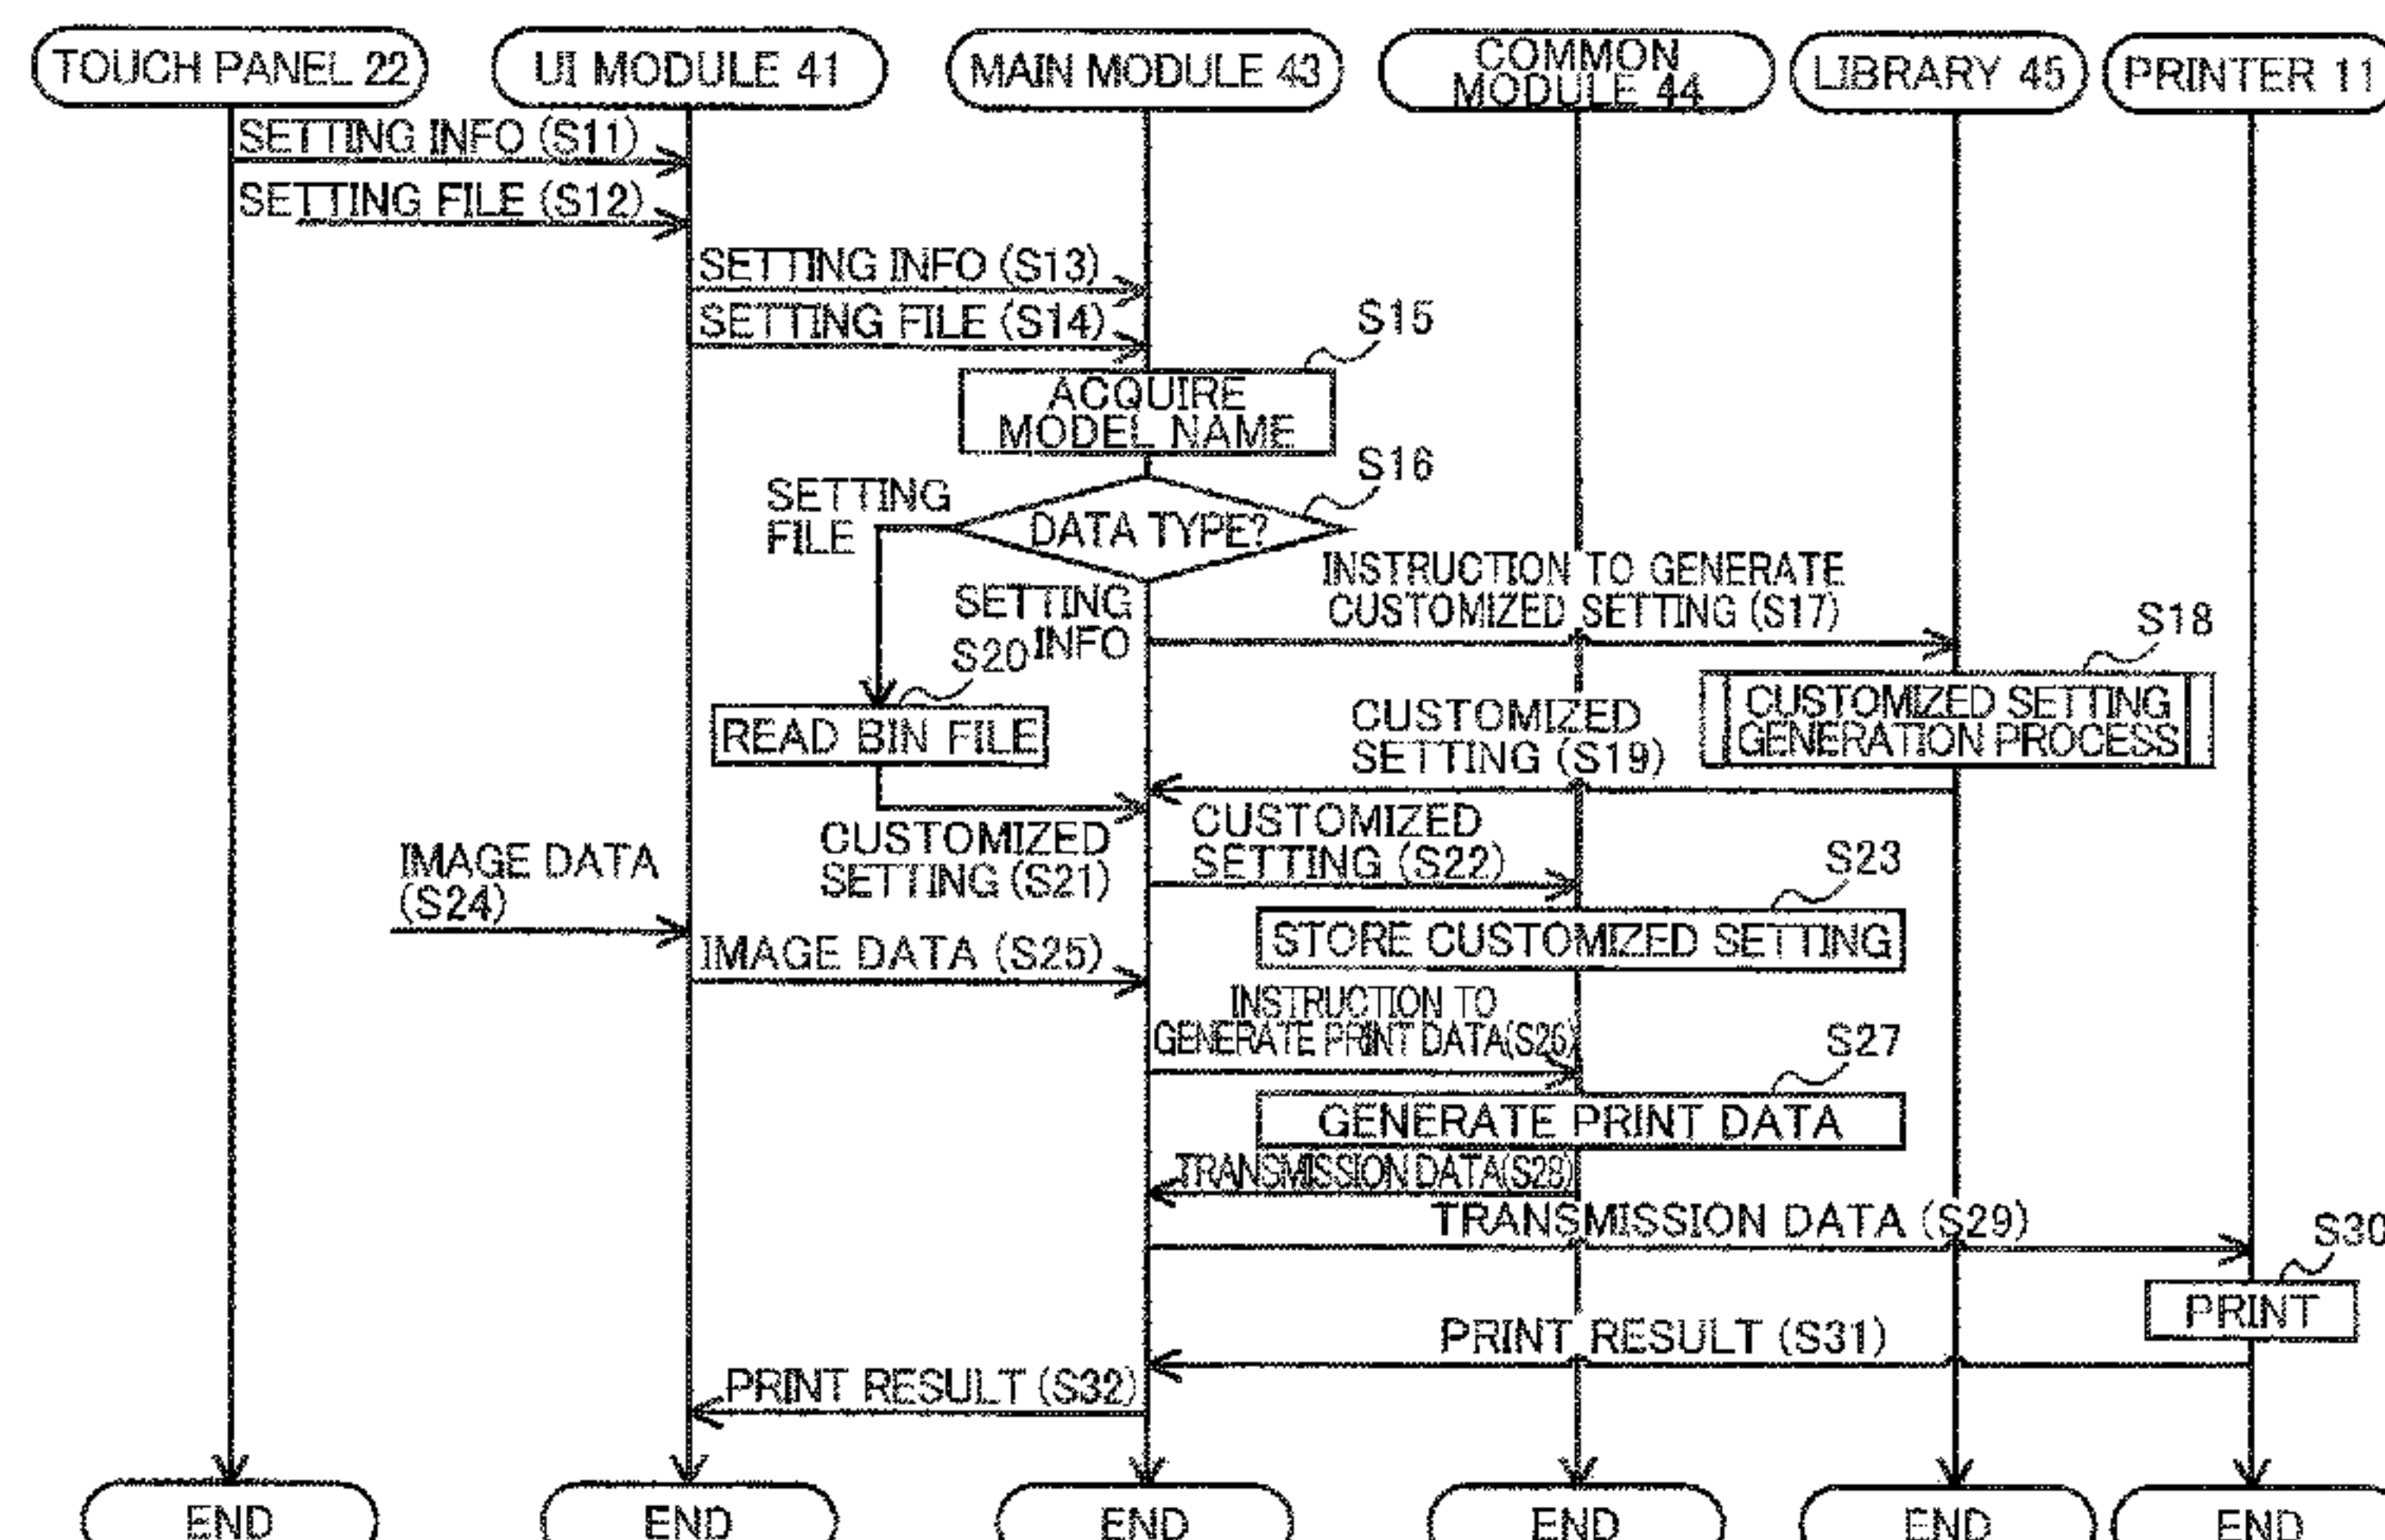 TOUCH PANEL 22
UI MODULE 41
MAIN MODULE 43
COMMON
MODULE 44
LIBRARY 45
PRINTER 11
SETTING INFO (S11)
SETTING FILE (S12)
SETTING INFO (S13)
SETTING FILE (S14)
S15
ACQUIRE
MODEL NAME
S16
SETTING
FILE
DATA TYPE?
SETTING
INFO
INSTRUCTION TO GENERATE
CUSTOMIZED SETTING (S17)
S18
CUSTOMIZED SETTING
GENERATION PROCESS
S20
READ BIN FILE
CUSTOMIZED
SETTING (S19)
CUSTOMIZED
SETTING (S21)
CUSTOMIZED
SETTING (S22)
S23
STORE CUSTOMIZED SETTING
IMAGE DATA
(S24)
IMAGE DATA (S25)
INSTRUCTION TO
GENERATE PRINT DATA(S26)
S27
GENERATE PRINT DATA
TRANSMISSION DATA(S28)
TRANSMISSION DATA (S29)
S30
PRINT
PRINT RESULT (S31)
PRINT RESULT (S32)
END
END
END
END
END
END